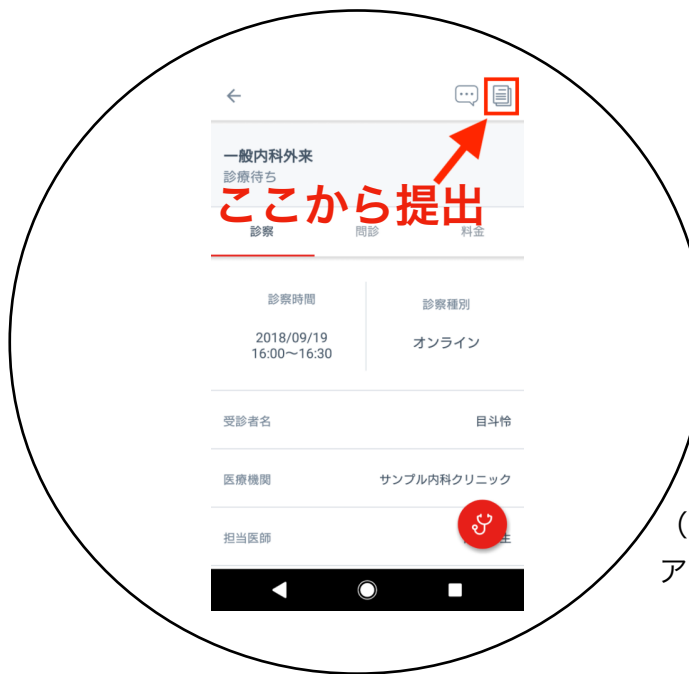 一般内科外来
診療待ち
ここから提出
診察 問診 料金
診察時間 診察種別
2018/09/19
16:00〜16:30
オンライン
受診者名 目斗怜
医療機関 サンプル内科クリニック
担当医師
(
ア